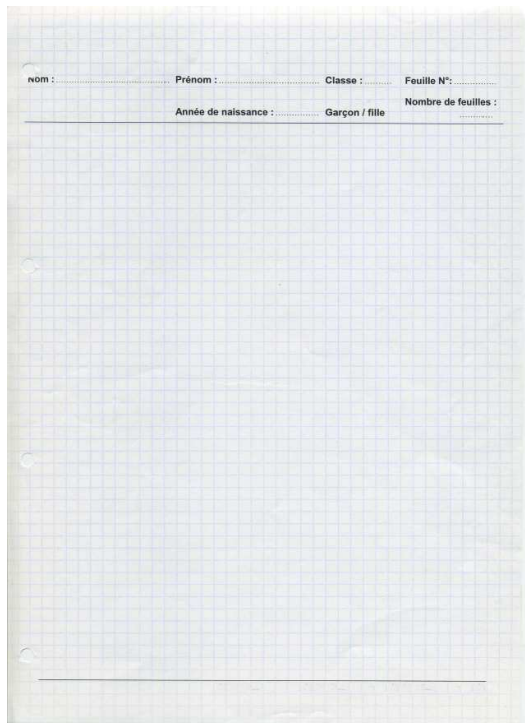 Nom : .......................................... Prénom : ...................................... Classe : .......... Feuille N°: ................
Année de naissance : ................ Garçon / fille Nombre de feuilles :
.............